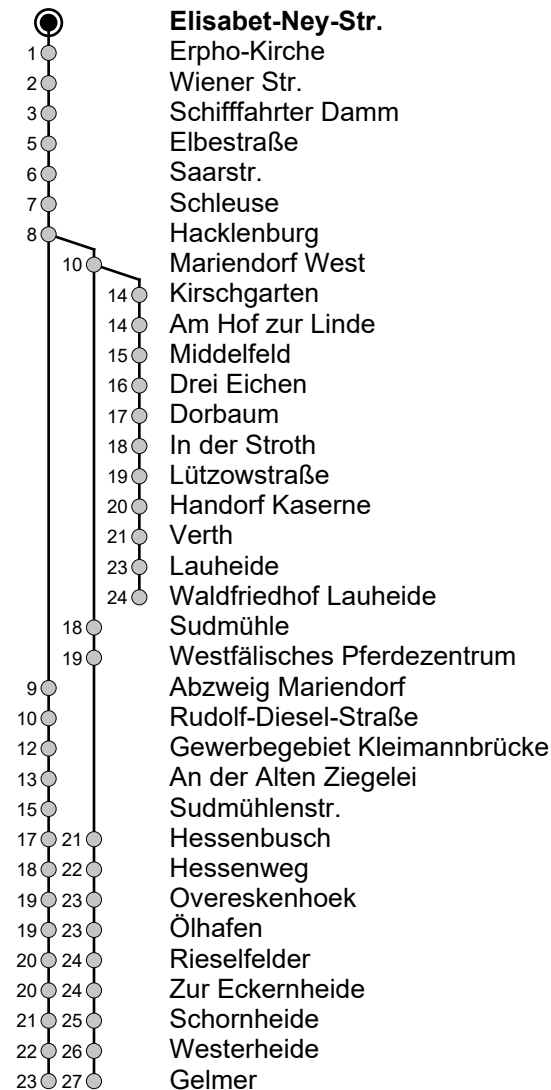 Elisabet-Ney-Str.
1 Erpho-Kirche
2 Wiener Str.
3 Schifffahrter Damm
5 Elbestraße
6 Saarstr.
7 Schleuse
8 Hacklenburg
10 Mariendorf West
14 Kirschgarten
14 Am Hof zur Linde
15 Middelfeld
16 Drei Eichen
17 Dorbaum
18 In der Stroth
19 Lützowstraße
20 Handorf Kaserne
21 Verth
23 Lauheide
24 Waldfriedhof Lauheide
18 Sudmühle
19 Westfälisches Pferdezentrum
9 Abzweig Mariendorf
10 Rudolf-Diesel-Straße
12 Gewerbegebiet Kleimannbrücke
13 An der Alten Ziegelei
15 Sudmühlenstr.
17 21 Hessenbusch
18 22 Hessenweg
19 23 Overeskenhoek
19 23 Ölhafen
20 24 Rieselfelder
20 24 Zur Eckernheide
21 25 Schornheide
22 26 Westerheide
23 27 Gelmer